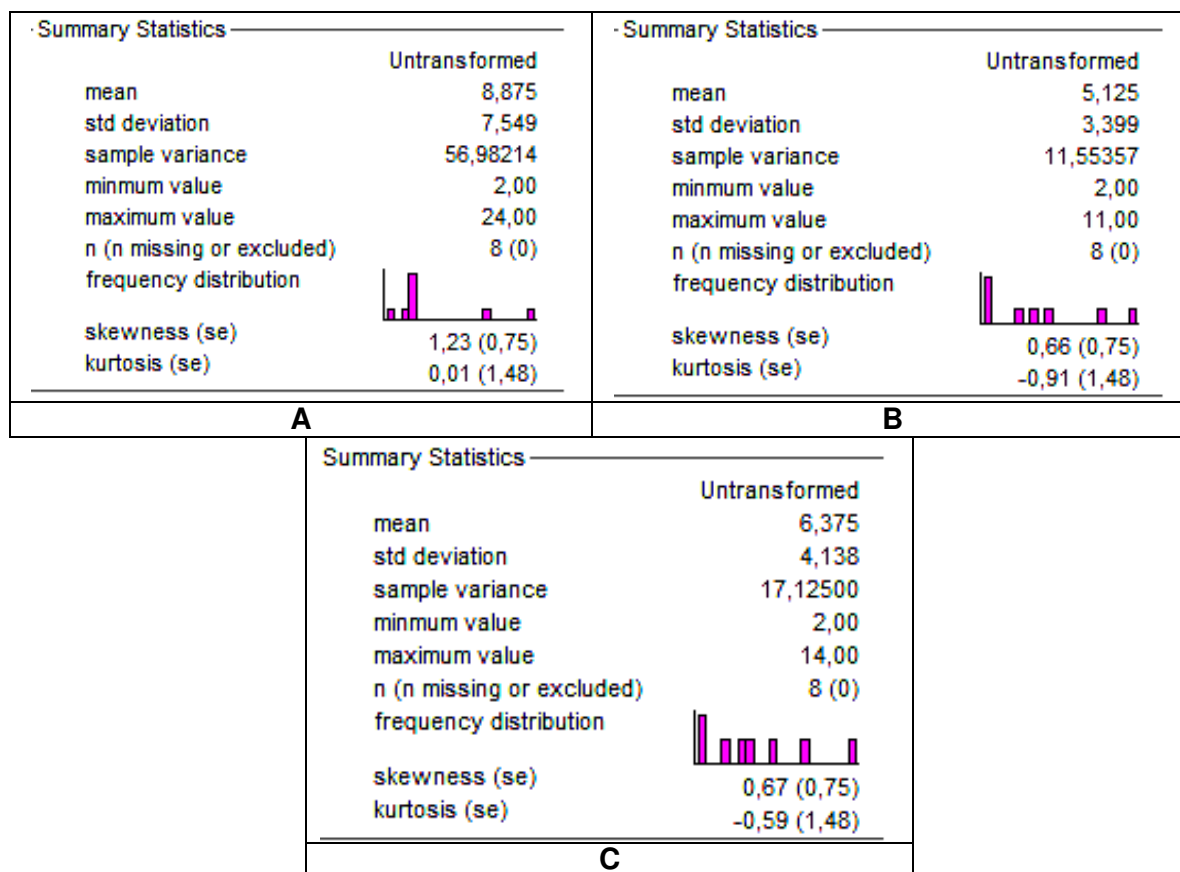 Summary Statistics
Untransformed
mean 8,875
std deviation 7,549
sample variance 56,98214
minmum value 2,00
maximum value 24,00
n (n missing or excluded) 8 (0)
frequency distribution
skewness (se) 1,23 (0,75)
kurtosis (se) 0,01 (1,48)
A
Summary Statistics
Untransformed
mean 5,125
std deviation 3,399
sample variance 11,55357
minmum value 2,00
maximum value 11,00
n (n missing or excluded) 8 (0)
frequency distribution
skewness (se) 0,66 (0,75)
kurtosis (se) -0,91 (1,48)
B
Summary Statistics
Untransformed
mean 6,375
std deviation 4,138
sample variance 17,12500
minmum value 2,00
maximum value 14,00
n (n missing or excluded) 8 (0)
frequency distribution
skewness (se) 0,67 (0,75)
kurtosis (se) -0,59 (1,48)
C